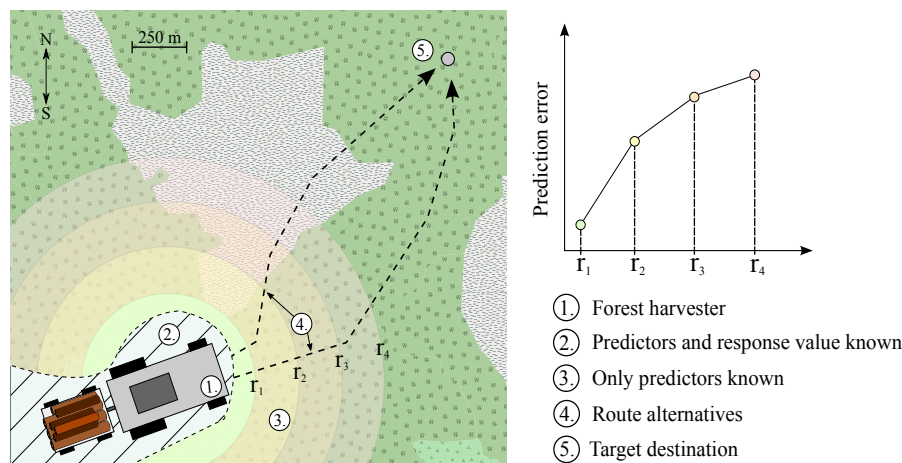 N
S
250 m
5.
4.
2.
1.
3.
r1
r2
r3
r4
Prediction error
r1
r2
r3
r4
1. Forest harvester
2. Predictors and response value known
3. Only predictors known
4. Route alternatives
5. Target destination